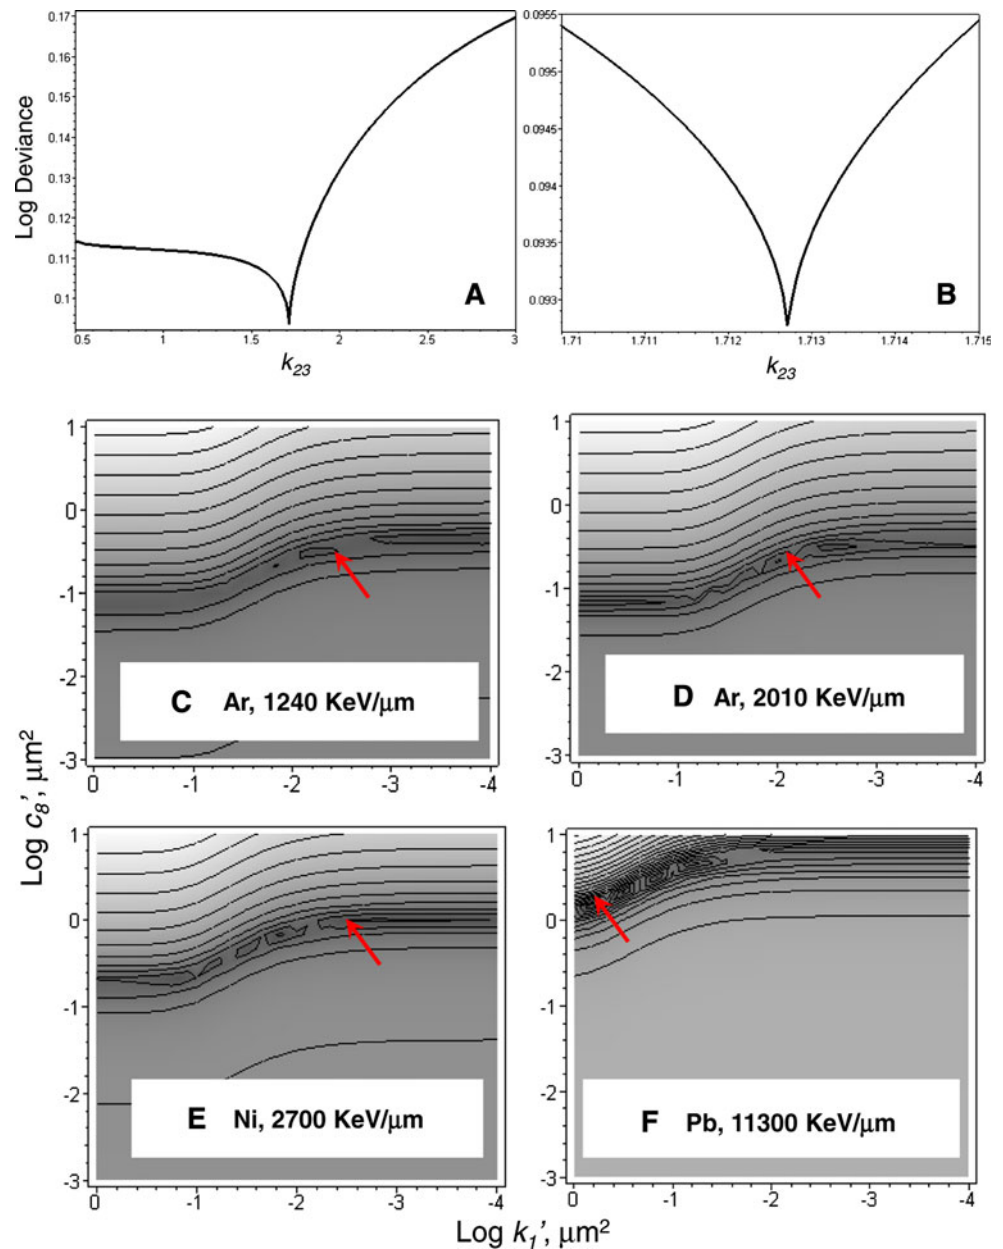 0.17
0.16
0.15
0.14
0.13
0.12
0.11
0.1
Log Deviance
A
0.5 1 1.5 2 2.5 3
k23
0.0955
0.095
0.0945
0.094
0.0935
0.093
B
1.71 1.711 1.712 1.713 1.714 1.715
k23
1
0
-1
-2
-3
C Ar, 1240 KeV/μm
0 -1 -2 -3 -4
1
0
-1
-2
-3
D Ar, 2010 KeV/μm
0 -1 -2 -3 -4
Log c8', μm²
1
0
-1
-2
-3
E Ni, 2700 KeV/μm
0 -1 -2 -3 -4
1
0
-1
-2
-3
F Pb, 11300 KeV/μm
0 -1 -2 -3 -4
Log k1', μm²